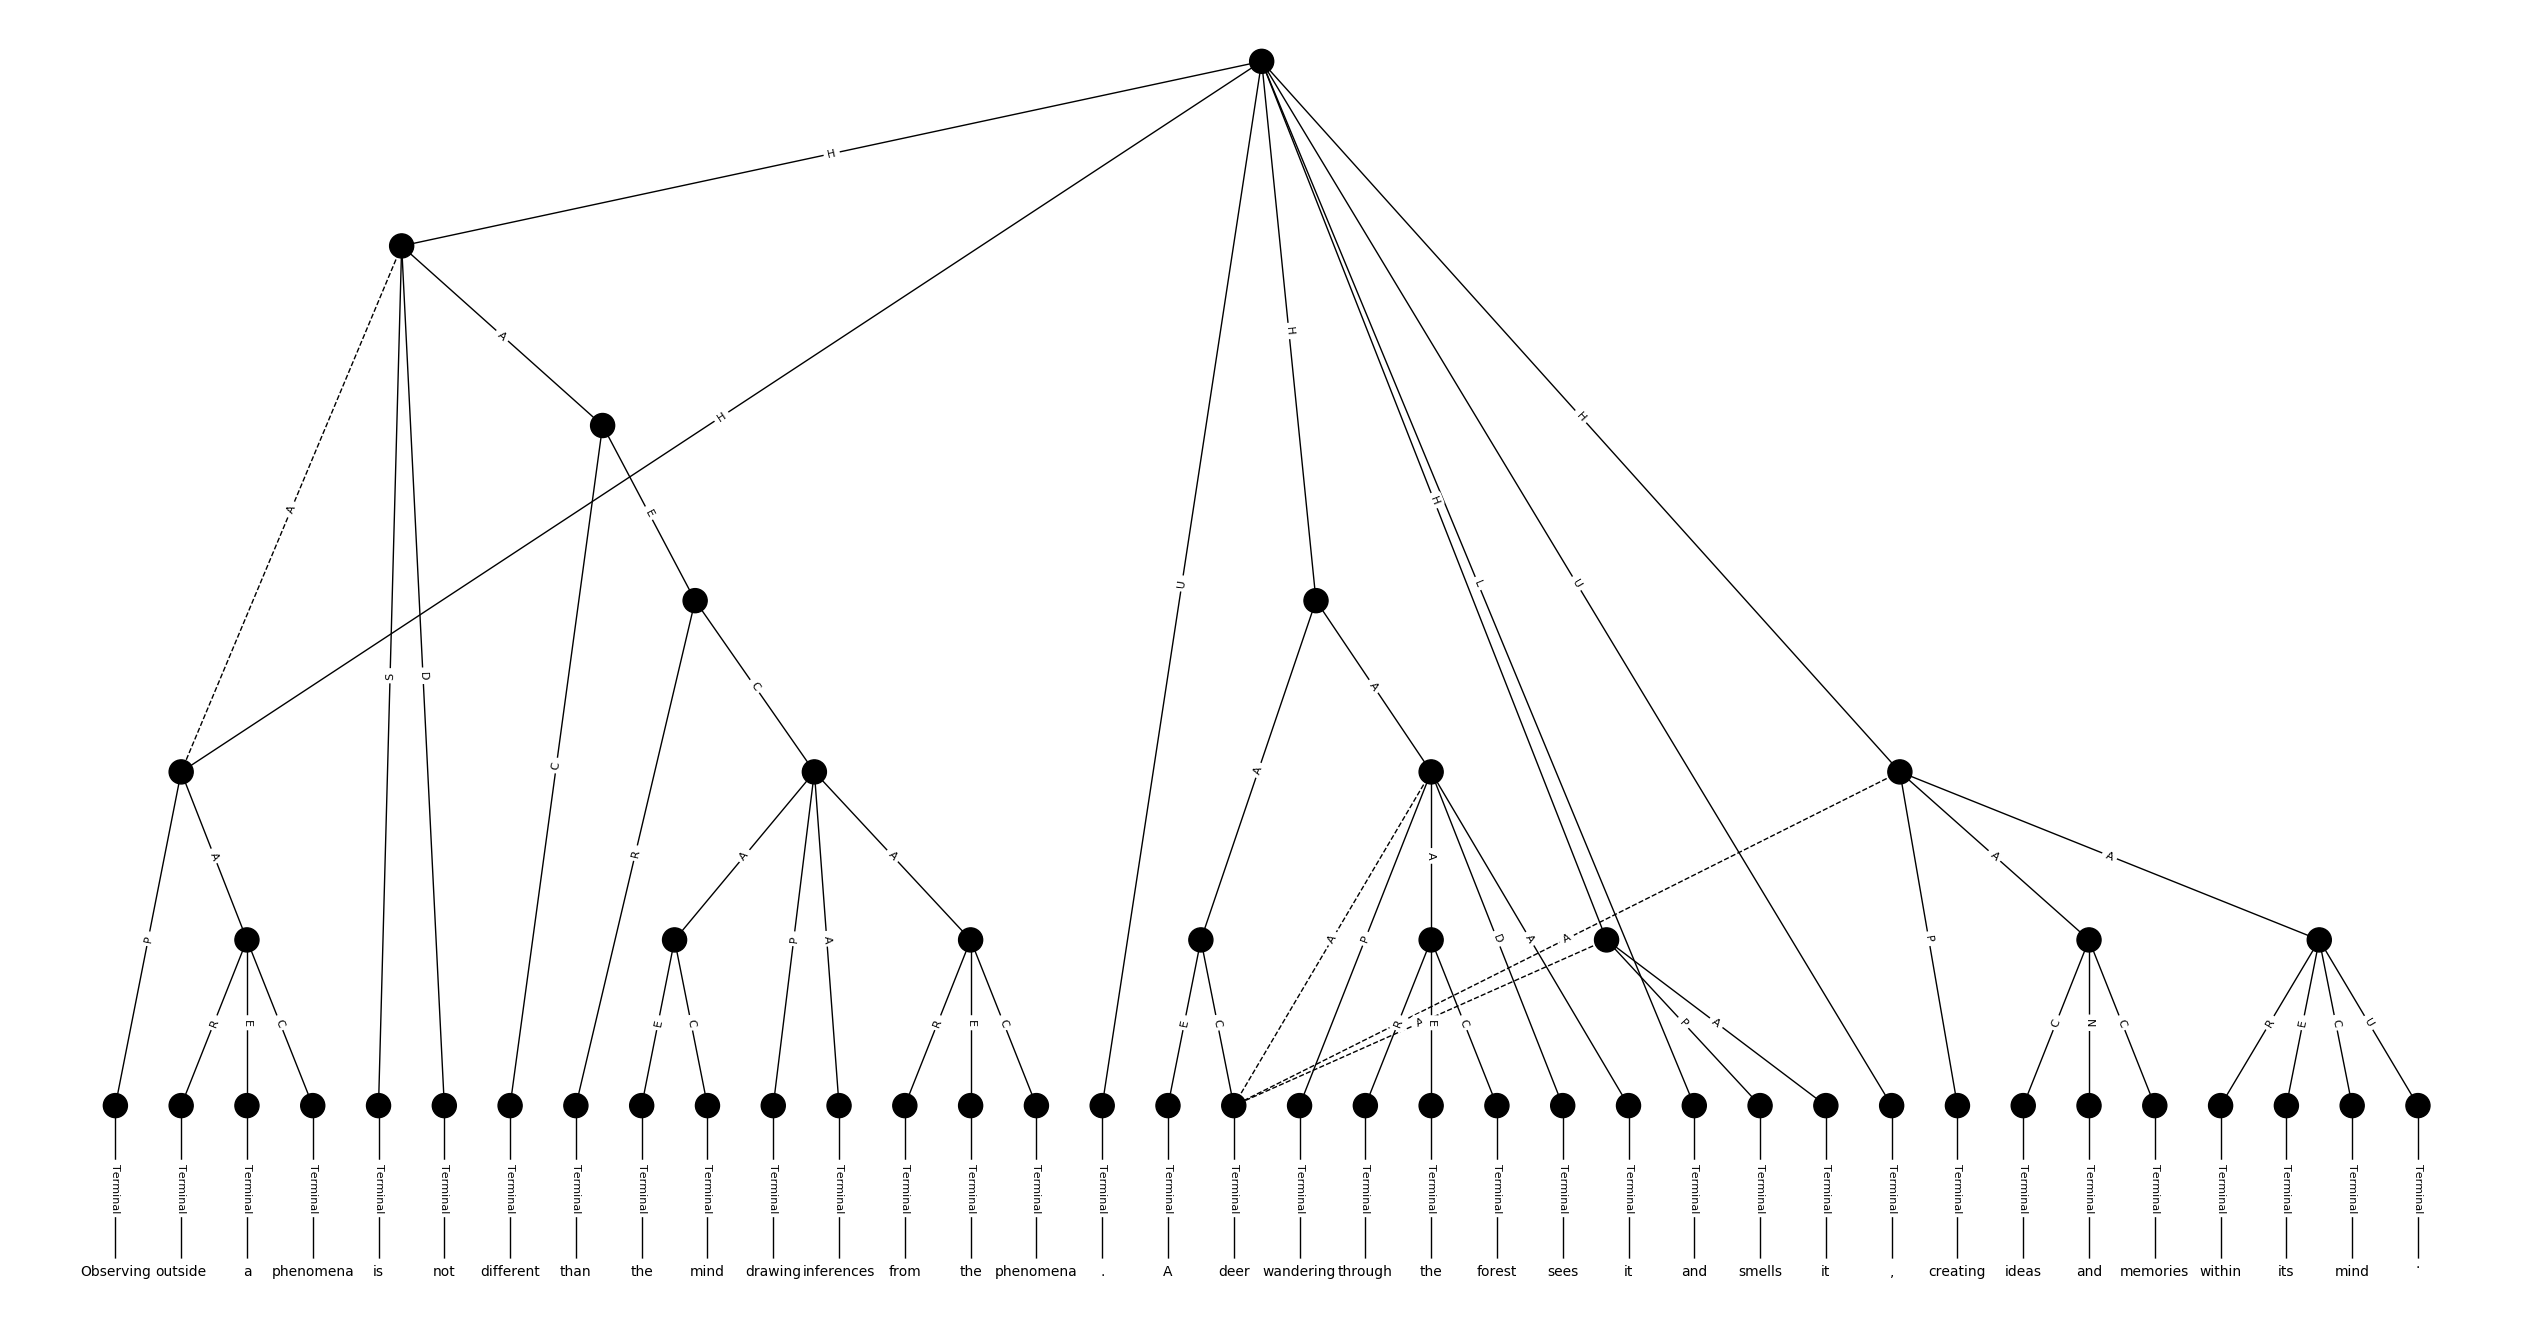 H
A
H
H
A
H
E
H
L
U
U
S
D
C
A
C
A
R
A
A
A
A
A
P
P
A
A
P
D
A
A
P
R
E
C
E
C
R
E
C
E
C
R
A
E
C
P
A
C
N
C
R
E
C
U
Terminal Terminal Terminal Terminal Terminal Terminal Terminal Terminal Terminal Terminal Terminal Terminal Terminal Terminal Terminal Terminal Terminal Terminal Terminal Terminal Terminal Terminal Terminal Terminal Terminal Terminal Terminal Terminal Terminal Terminal Terminal Terminal Terminal Terminal Terminal Terminal
Observing outside a phenomena is not different than the mind drawing inferences from the phenomena . A deer wandering through the forest sees it and smells it , creating ideas and memories within its mind .